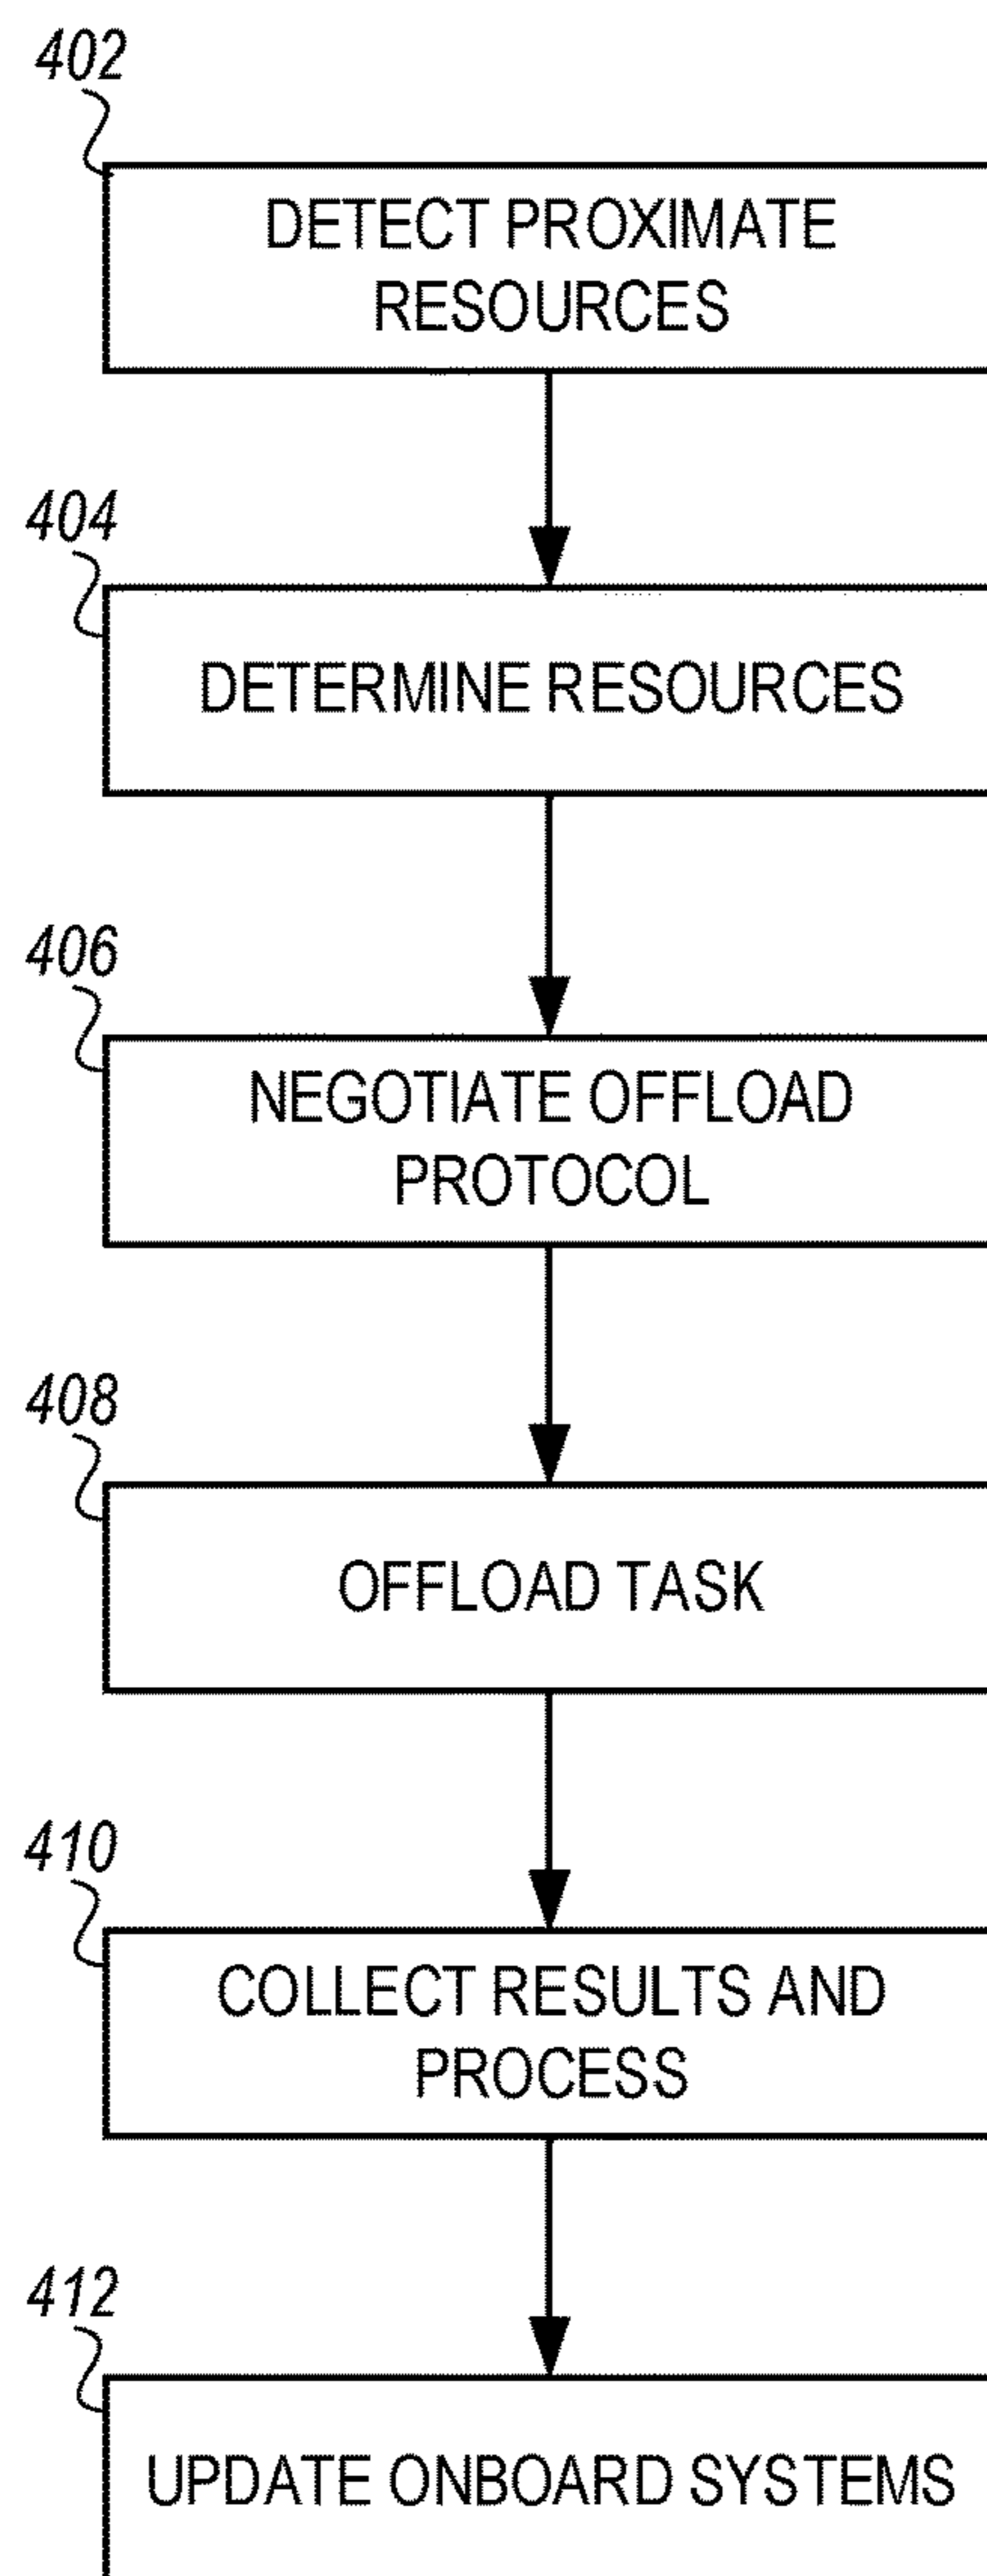 402
DETECT PROXIMATE
RESOURCES
404
DETERMINE RESOURCES
406
NEGOTIATE OFFLOAD
PROTOCOL
408
OFFLOAD TASK
410
COLLECT RESULTS AND
PROCESS
412
UPDATE ONBOARD SYSTEMS